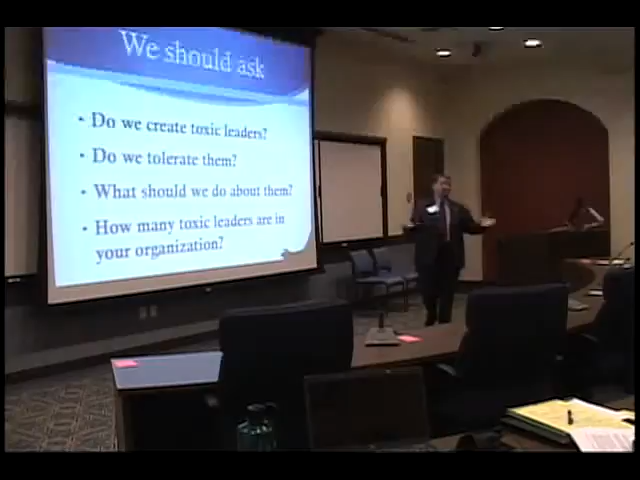 We should ask
• Do we create toxic leaders?
• Do we tolerate them?
• What should we do about them?
• How many toxic leaders are in
your organization?